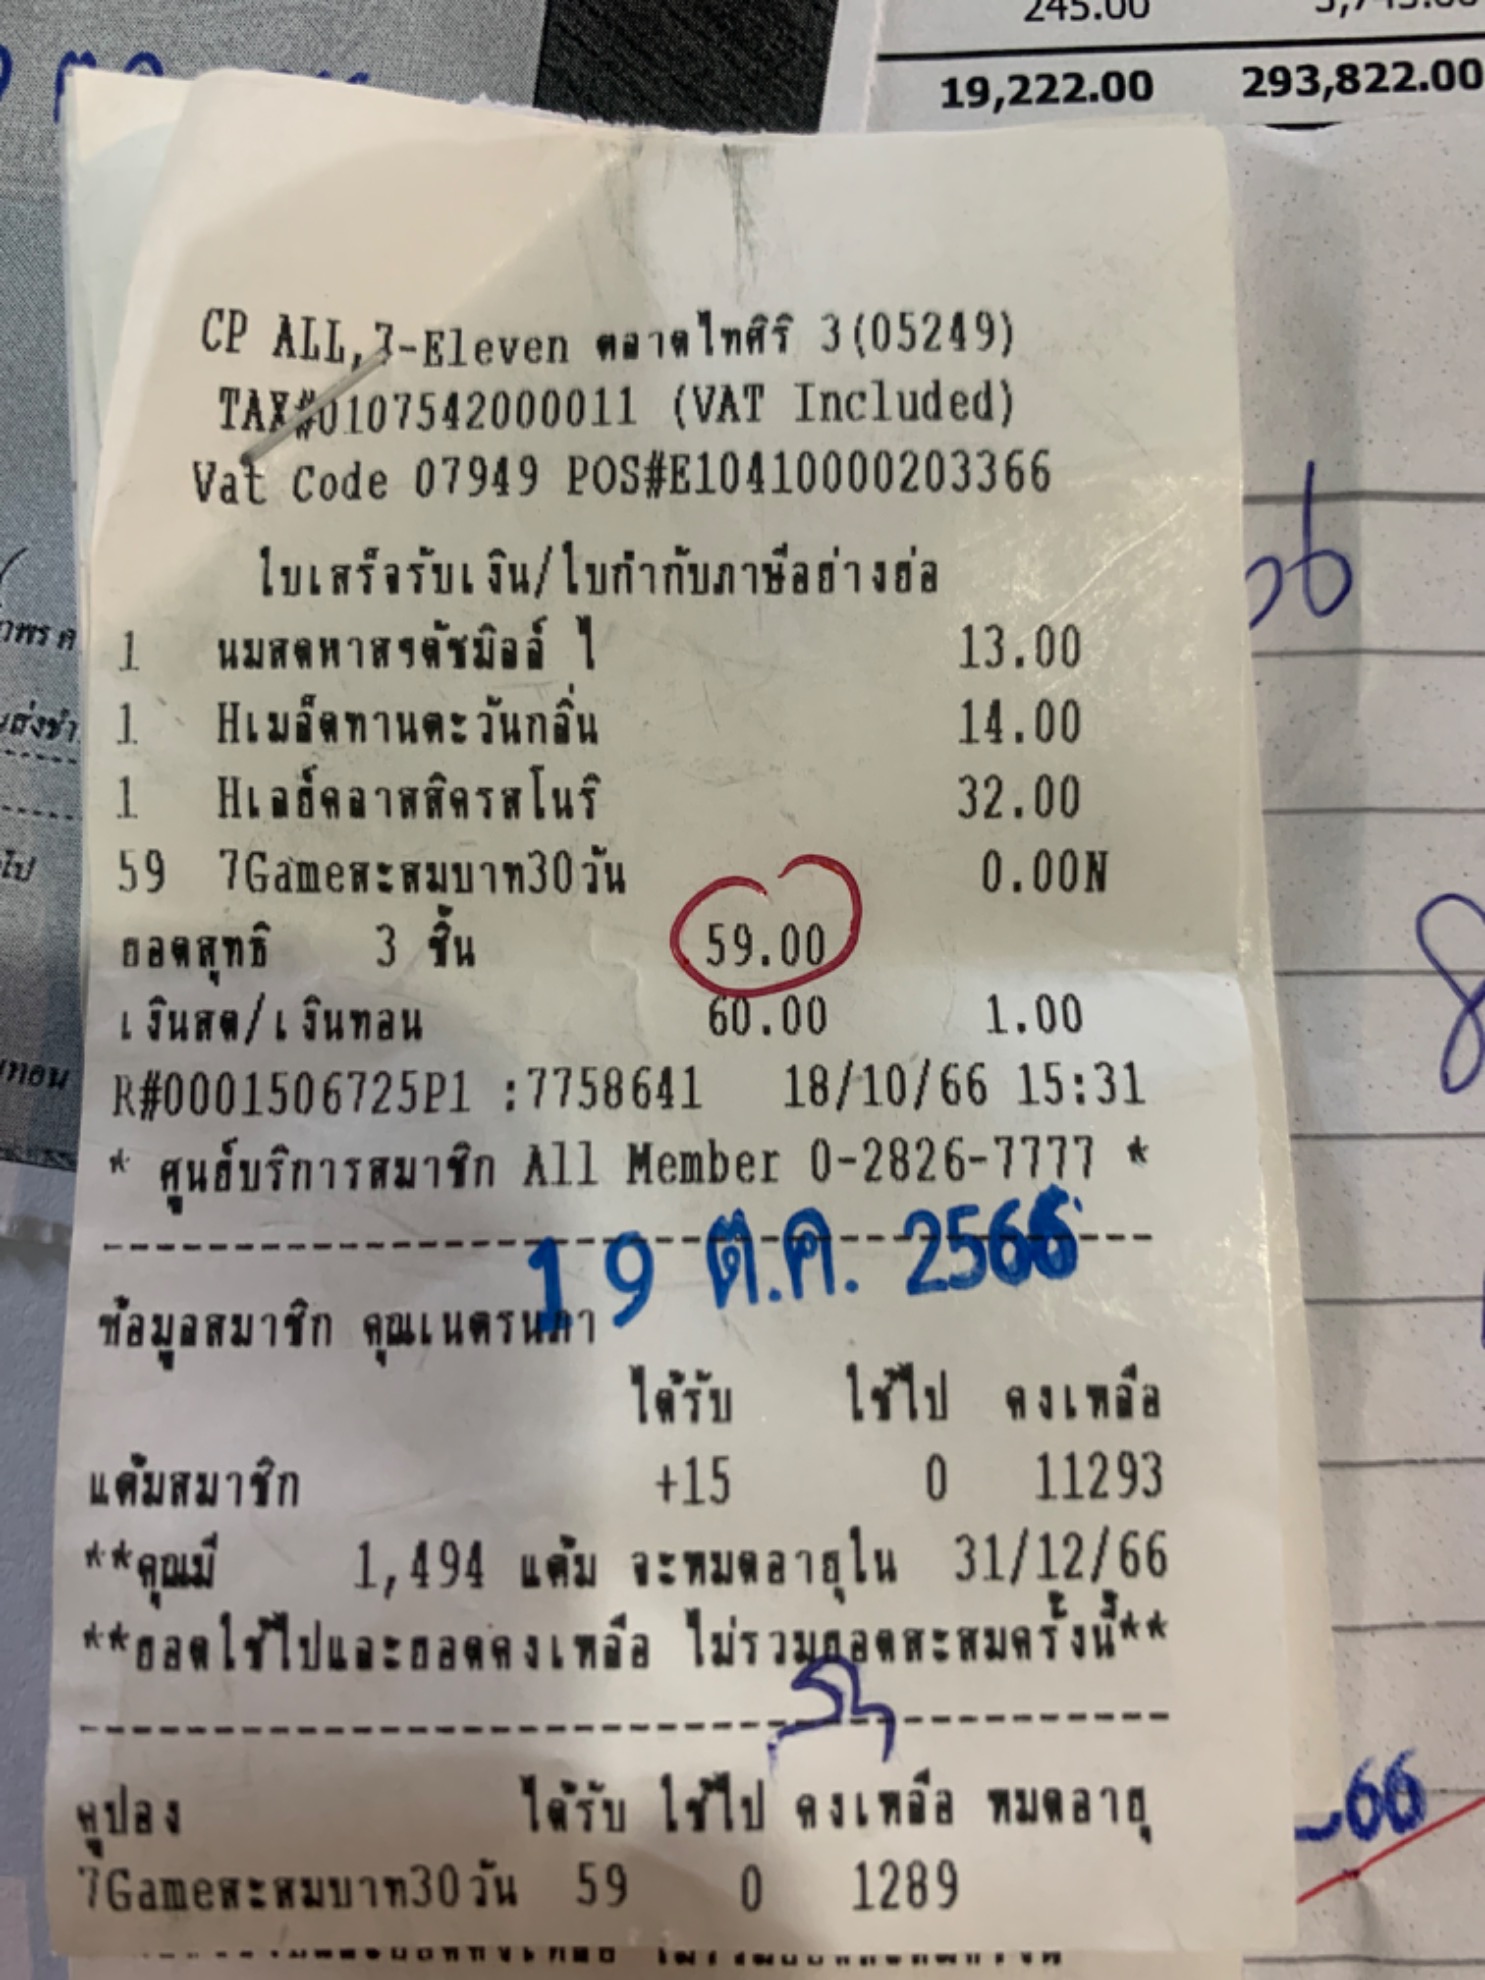 245.00
19,222.00 293,822.00
CP ALL,7-Eleven ตลาดไทศิริ 3(05249)
TAX#0107542000011 (VAT Included)
Vat Code 07949 POS#E10410000203366
ใบเสร็จรับเงิน/ใบกำกับภาษีอย่างย่อ
1 นมสดพาสฯดัชมิลล์ ไ 13.00
1 Hเมล็ดทานตะวันกลิ่น 14.00
1 Hเลย์คลาสสิครสโนริ 32.00
59 7Gameสะสมบาท30วัน 0.00N
ยอดสุทธิ 3 ชิ้น 59.00
เงินสด/เงินทอน 60.00 1.00
R#0001506725P1 :7758641 18/10/66 15:31
* ศูนย์บริการสมาชิก All Member 0-2826-7777 *
19 ต.ค. 2566
ข้อมูลสมาชิก คุณเนตรนภา
ได้รับ ใช้ไป คงเหลือ
แต้มสมาชิก +15 0 11293
**คุณมี 1,494 แต้ม จะหมดอายุใน 31/12/66
**ยอดใช้ไปและยอดคงเหลือ ไม่รวมยอดสะสมครั้งนี้**
คูปอง ได้รับ ใช้ไป คงเหลือ หมดอายุ
7Gameสะสมบาท30วัน 59 0 1289
66